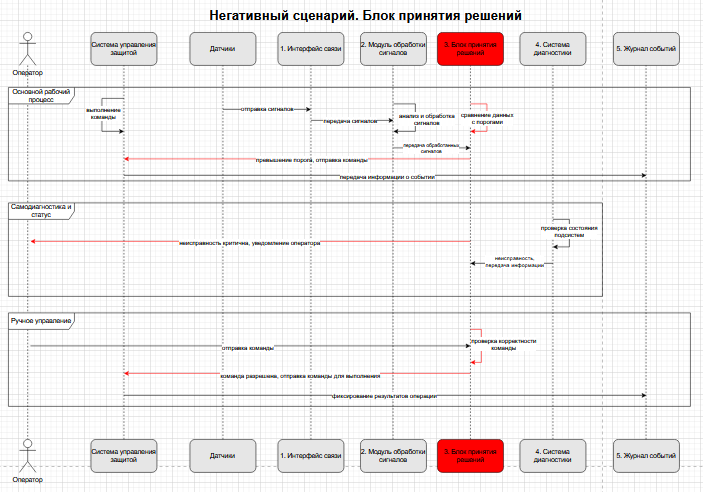 Негативный сценарий. Блок принятия решений
Система управления
защитой
Датчики
1. Интерфейс связи
2. Модуль обработки
сигналов
3. Блок принятия
решений
4. Система
диагностики
5. Журнал событий
Оператор
Основной рабочий
процесс
выполнение
команды
отправка сигналов
передача сигналов
анализ и обработка
сигналов
сравнение данных
с порогами
передача обработанных
сигналов
превышение порога, отправка команды
передача информации о событии
Самодиагностика и
статус
проверка состояния
подсистем
неисправность критична, уведомление оператора
неисправность,
передача информации
Ручное управление
отправка команды
проверка корректности
команды
команда разрешена, отправка команды для выполнения
фиксирование результатов операции
Система управления
защитой
Датчики
1. Интерфейс связи
2. Модуль обработки
сигналов
3. Блок принятия
решений
4. Система
диагностики
5. Журнал событий
Оператор